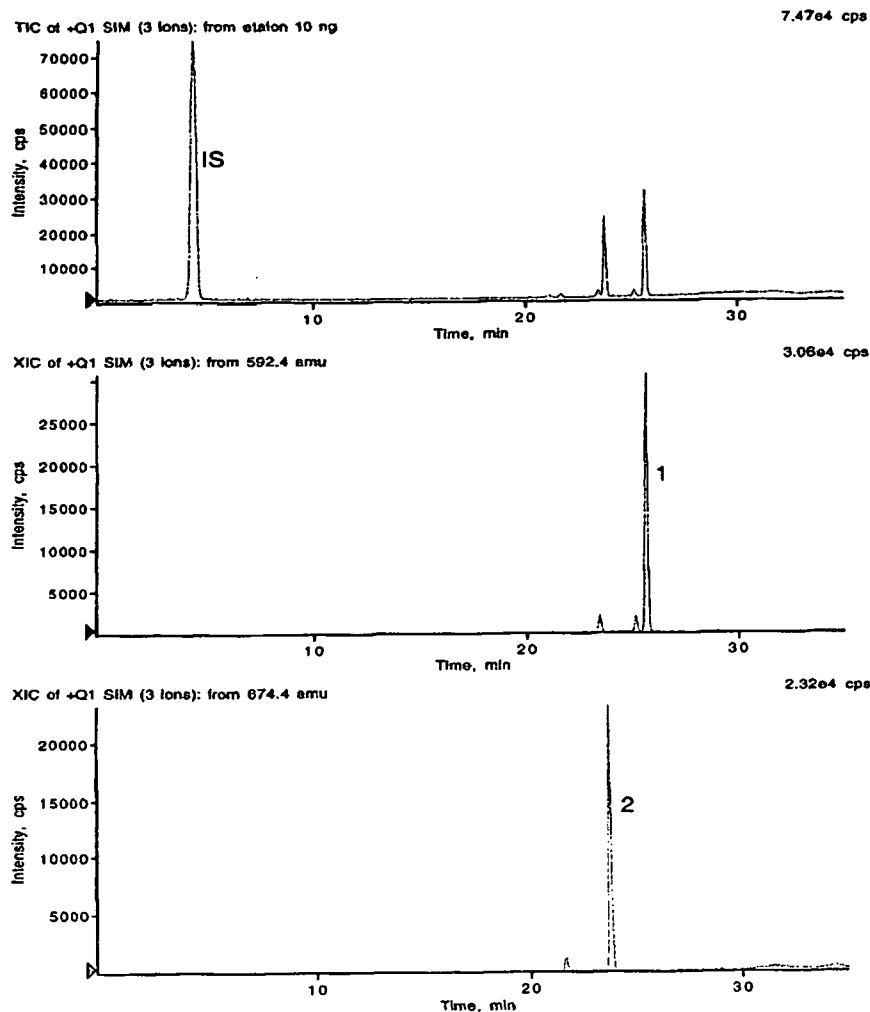 7.47e4 cps
TIC of +Q1 SIM (3 ions): from etalon 10 ng
70000
60000
50000
40000
30000
20000
10000
Intensity, cps
IS
10
20
30
Time, min
3.06e4 cps
XIC of +Q1 SIM (3 ions): from 592.4 amu
25000
20000
15000
10000
5000
Intensity, cps
1
10
20
30
Time, min
2.32e4 cps
XIC of +Q1 SIM (3 ions): from 674.4 amu
20000
15000
10000
5000
Intensity, cps
2
10
20
30
Time, min